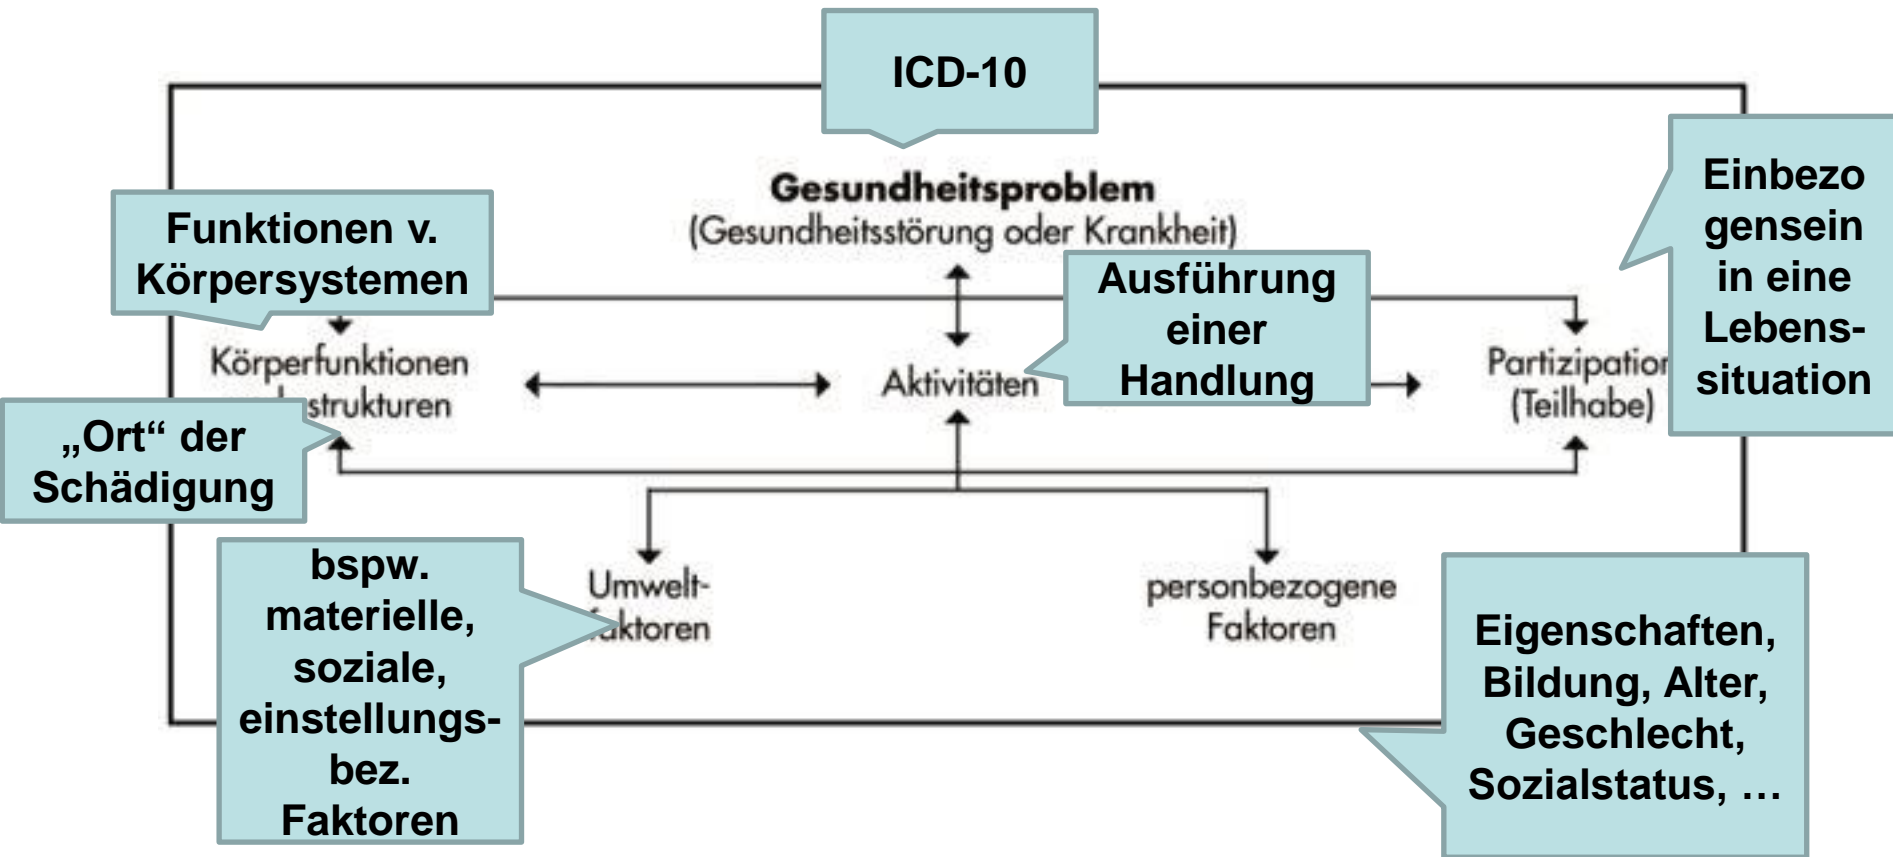 ICD-10
Gesundheitsproblem
(Gesundheitsstörung oder Krankheit)
Funktionen v.
Körpersystemen
Ausführung
einer
Handlung
Einbezo
gensein
in eine
Lebens-
situation
Körperfunktionen
strukturen
Aktivitäten
Partizipation
(Teilhabe)
„Ort“ der
Schädigung
bspw.
materielle,
soziale,
einstellungs-
bez.
Faktoren
Umwelt-
faktoren
personbezogene
Faktoren
Eigenschaften,
Bildung, Alter,
Geschlecht,
Sozialstatus, …